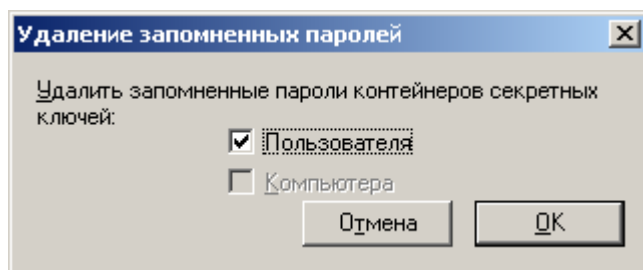 Удаление запомненных паролей
Удалить запомненные пароли контейнеров секретных
ключей:
Пользователя
Компьютера
Отмена
OK